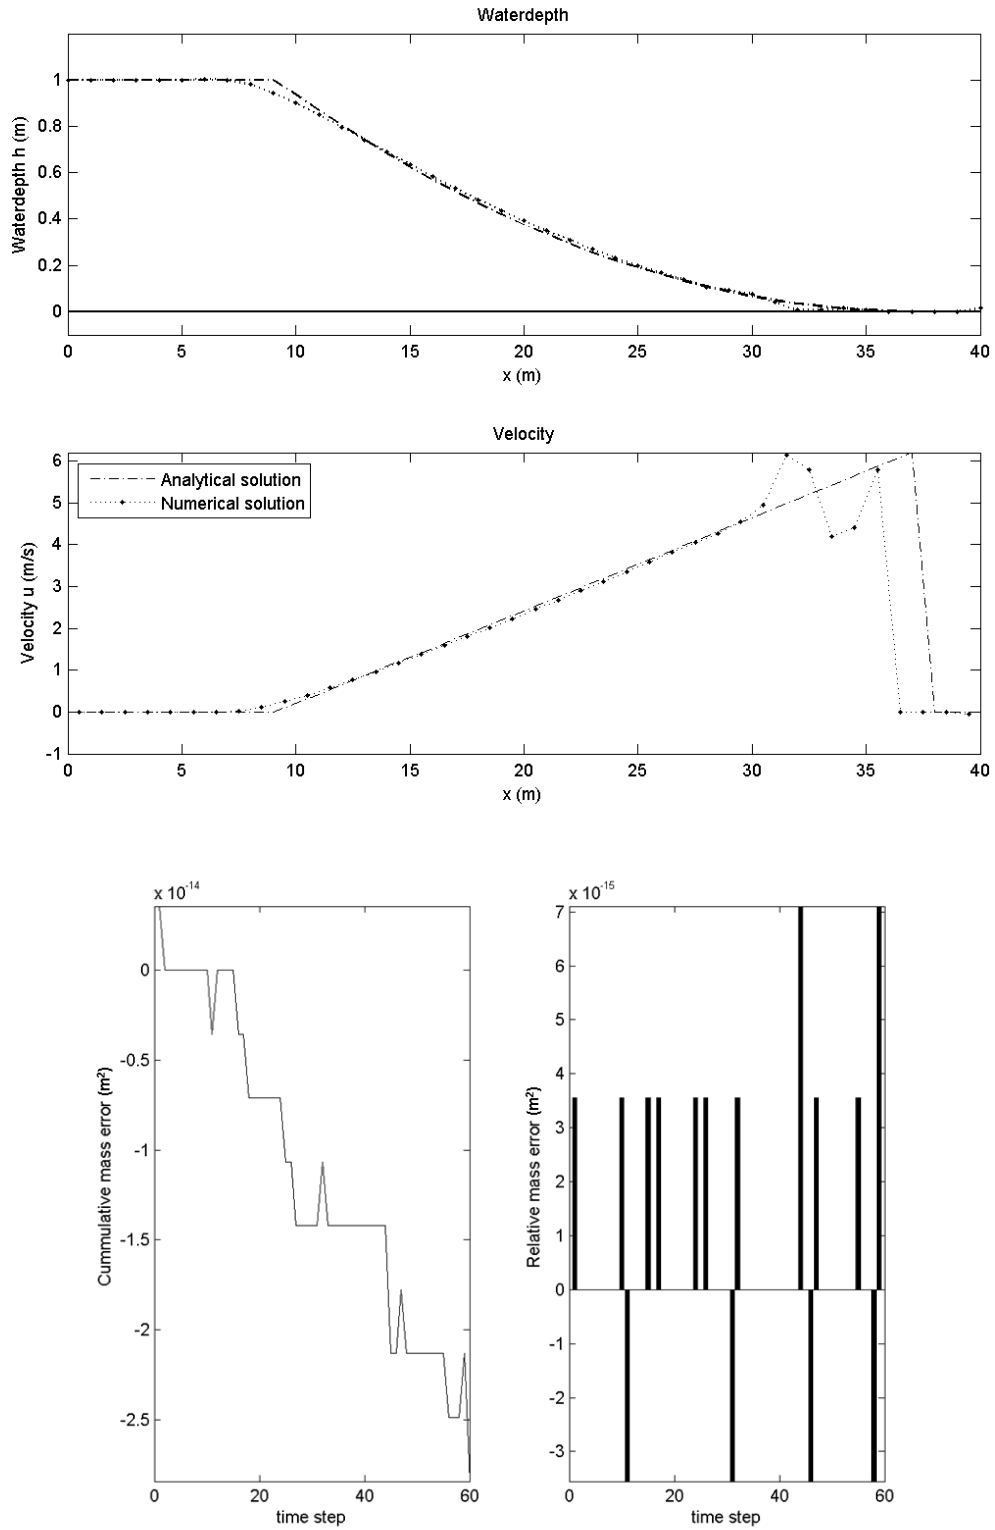 Waterdepth
Waterdepth h (m)
1
0.8
0.6
0.4
0.2
0
0 5 10 15 20 25 30 35 40
x (m)
Velocity
Velocity u (m/s)
6
5
4
3
2
1
0
-1
Analytical solution
Numerical solution
0 5 10 15 20 25 30 35 40
x (m)
x 10-14
Cummulative mass error (m²)
0
-0.5
-1
-1.5
-2
-2.5
0 20 40 60
time step
x 10-15
Relative mass error (m²)
7
6
5
4
3
2
1
0
-1
-2
-3
0 20 40 60
time step